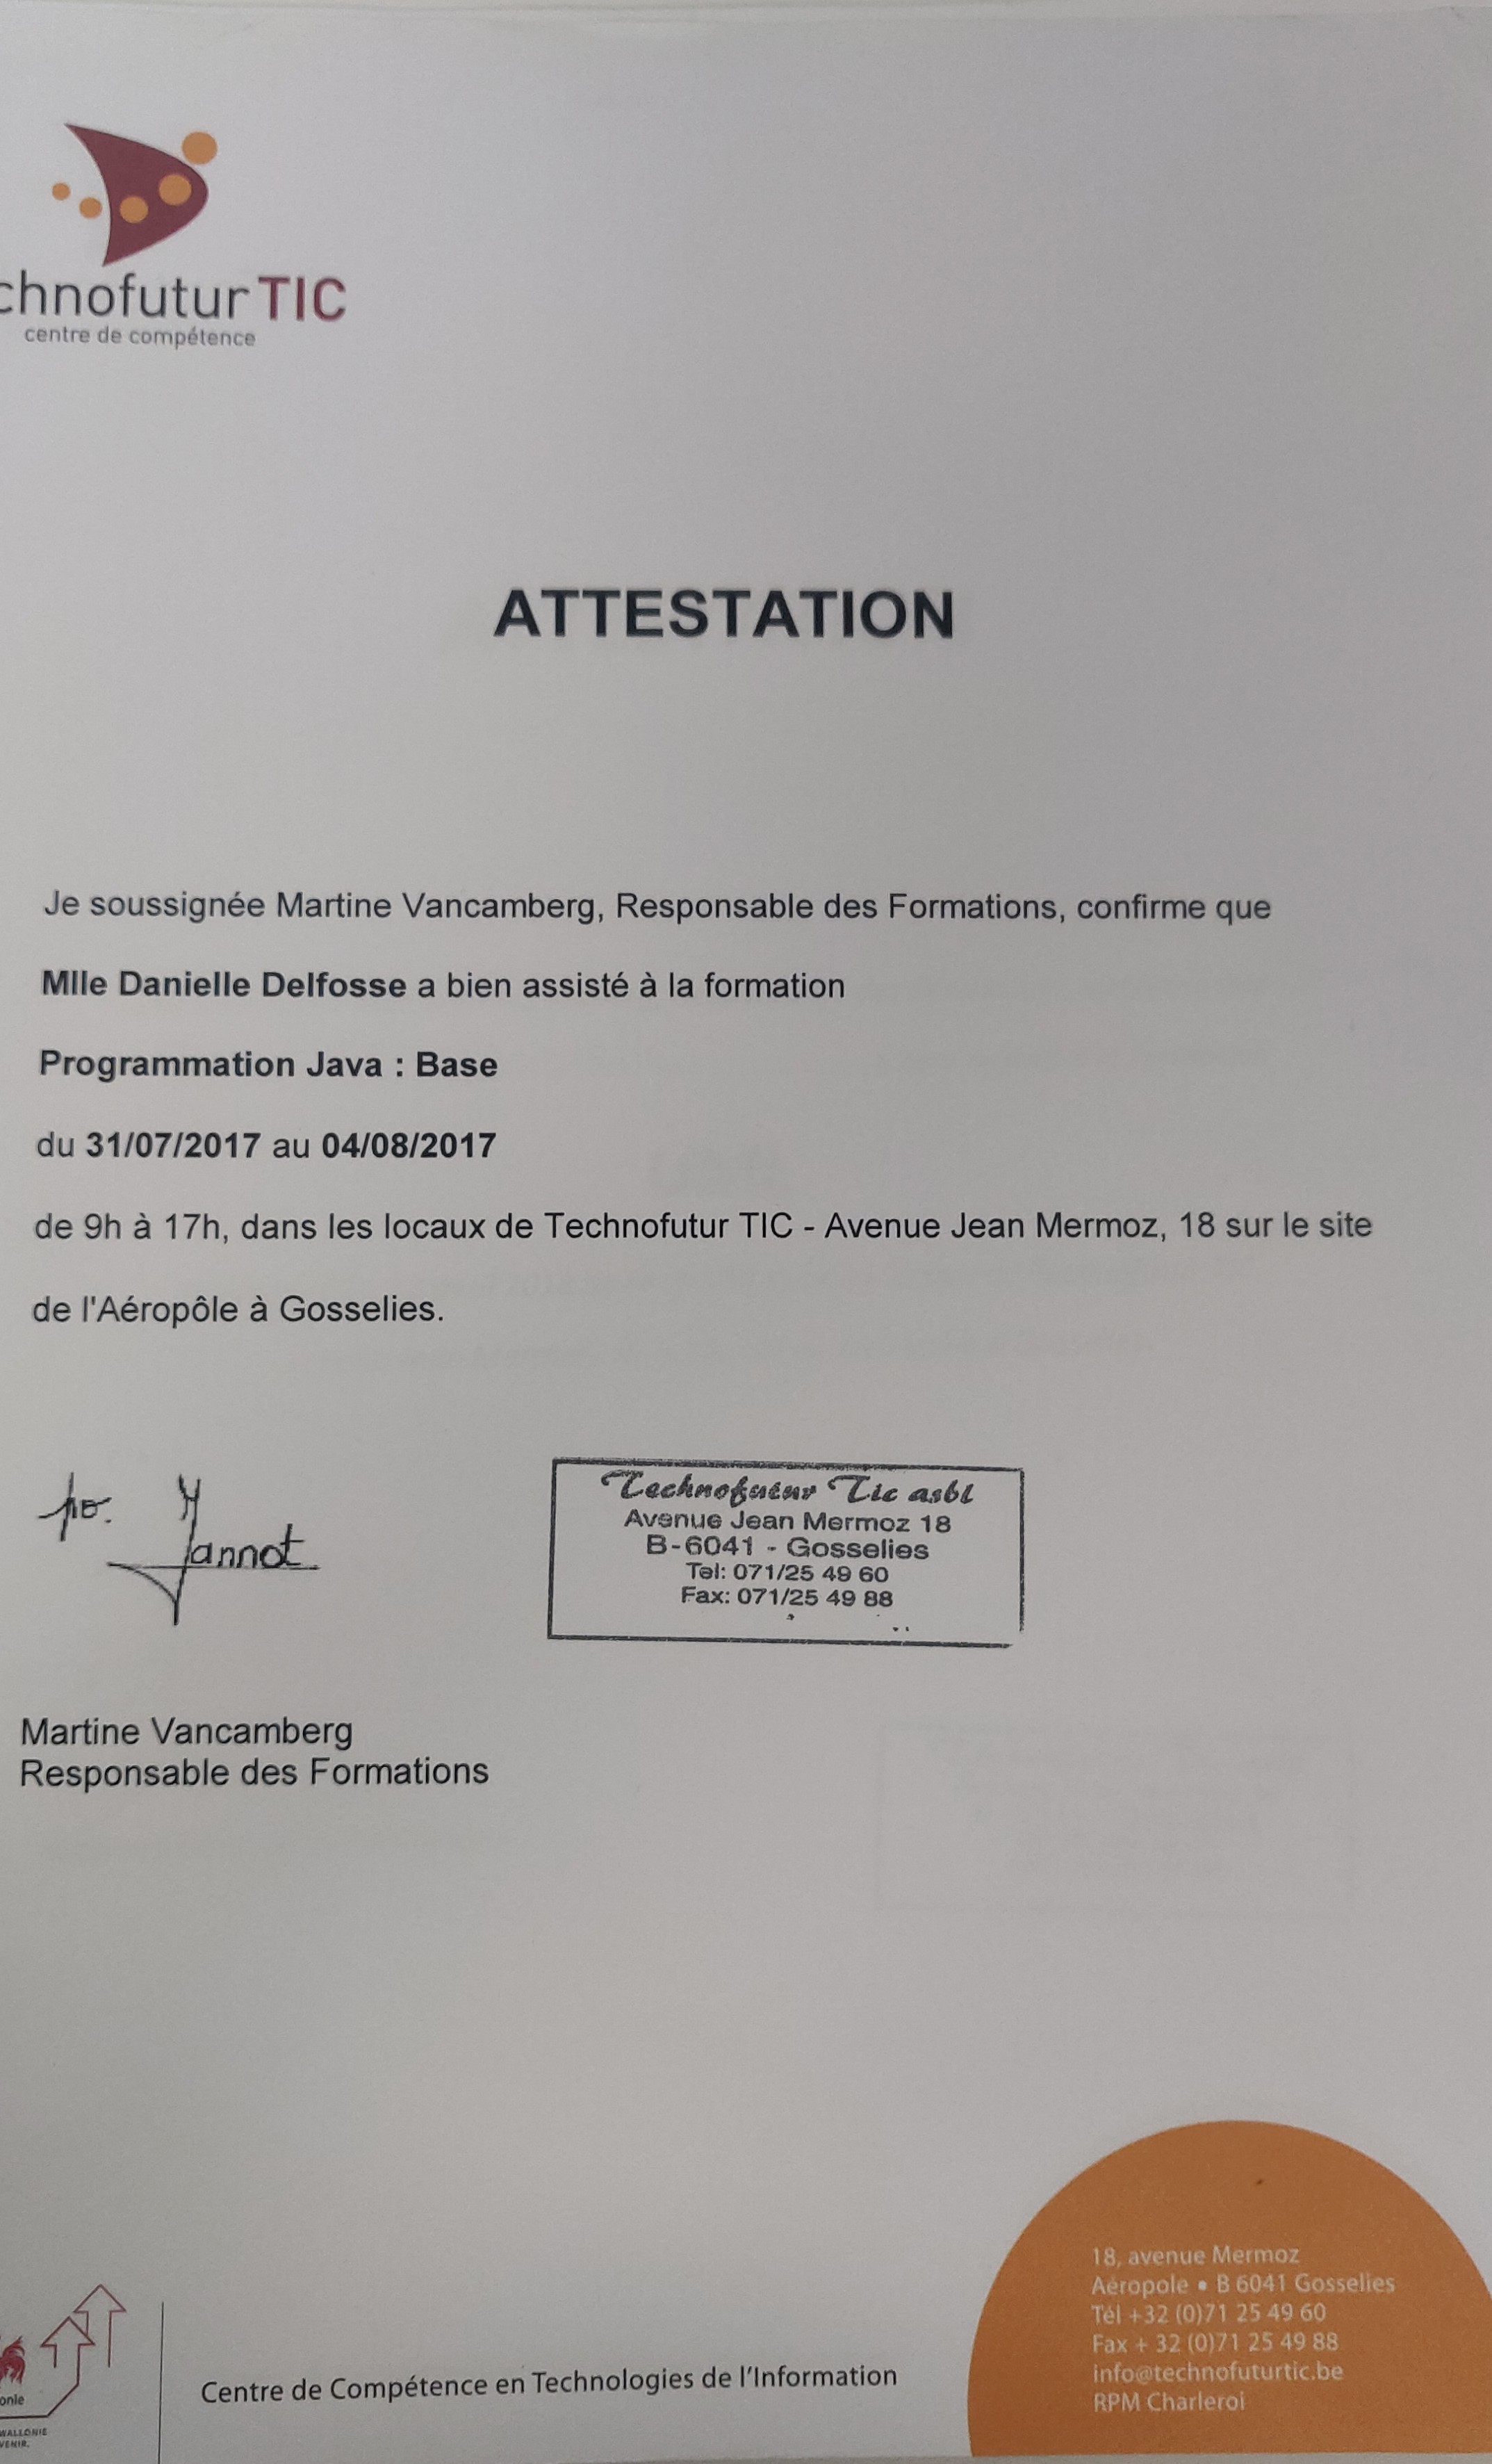 chnofutur TIC
centre de compétence
ATTESTATION
Je soussignée Martine Vancamberg, Responsable des Formations, confirme que
Mlle Danielle Delfosse a bien assisté à la formation
Programmation Java : Base
du 31/07/2017 au 04/08/2017
de 9h à 17h, dans les locaux de Technofutur TIC - Avenue Jean Mermoz, 18 sur le site
de l'Aéropôle à Gosselies.
po. Y Jannot
Technofutur Tic asbl
Avenue Jean Mermoz 18
B-6041 - Gosselies
Tel: 071/25 49 60
Fax: 071/25 49 88
Martine Vancamberg
Responsable des Formations
18, avenue Mermoz
Aéropole • B 6041 Gosselies
Tél +32 (0)71 25 49 60
Fax + 32 (0)71 25 49 88
info@technofuturtic.be
RPM Charleroi
Centre de Compétence en Technologies de l'Information
onie
WALLONIE
VENIR.